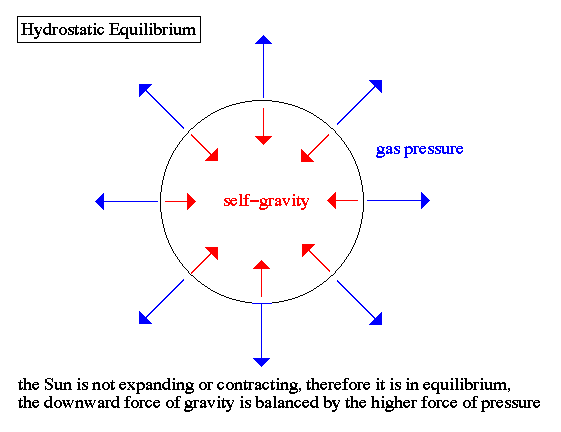 Hydrostatic Equilibrium
gas pressure
self-gravity
the Sun is not expanding or contracting, therefore it is in equilibrium,
the downward force of gravity is balanced by the higher force of pressure